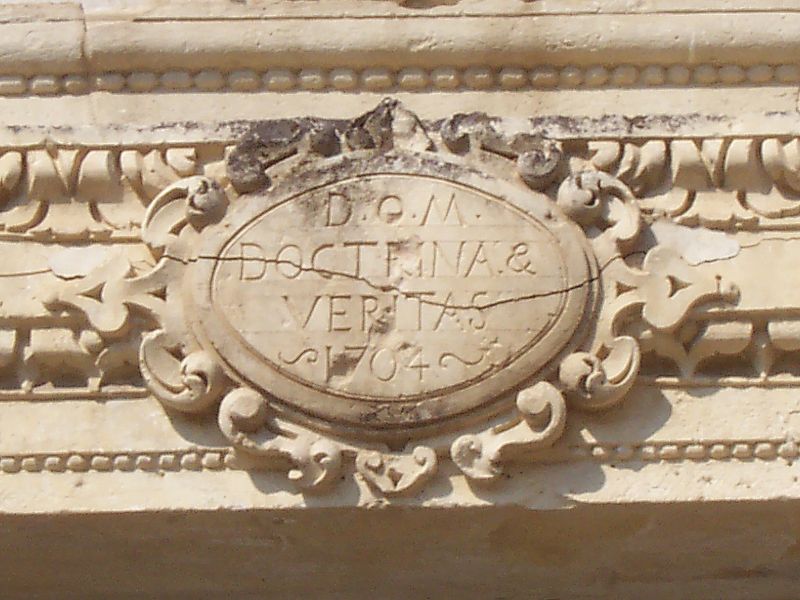 D.O.M.
DOCTRINA &
VERITAS
~1704~